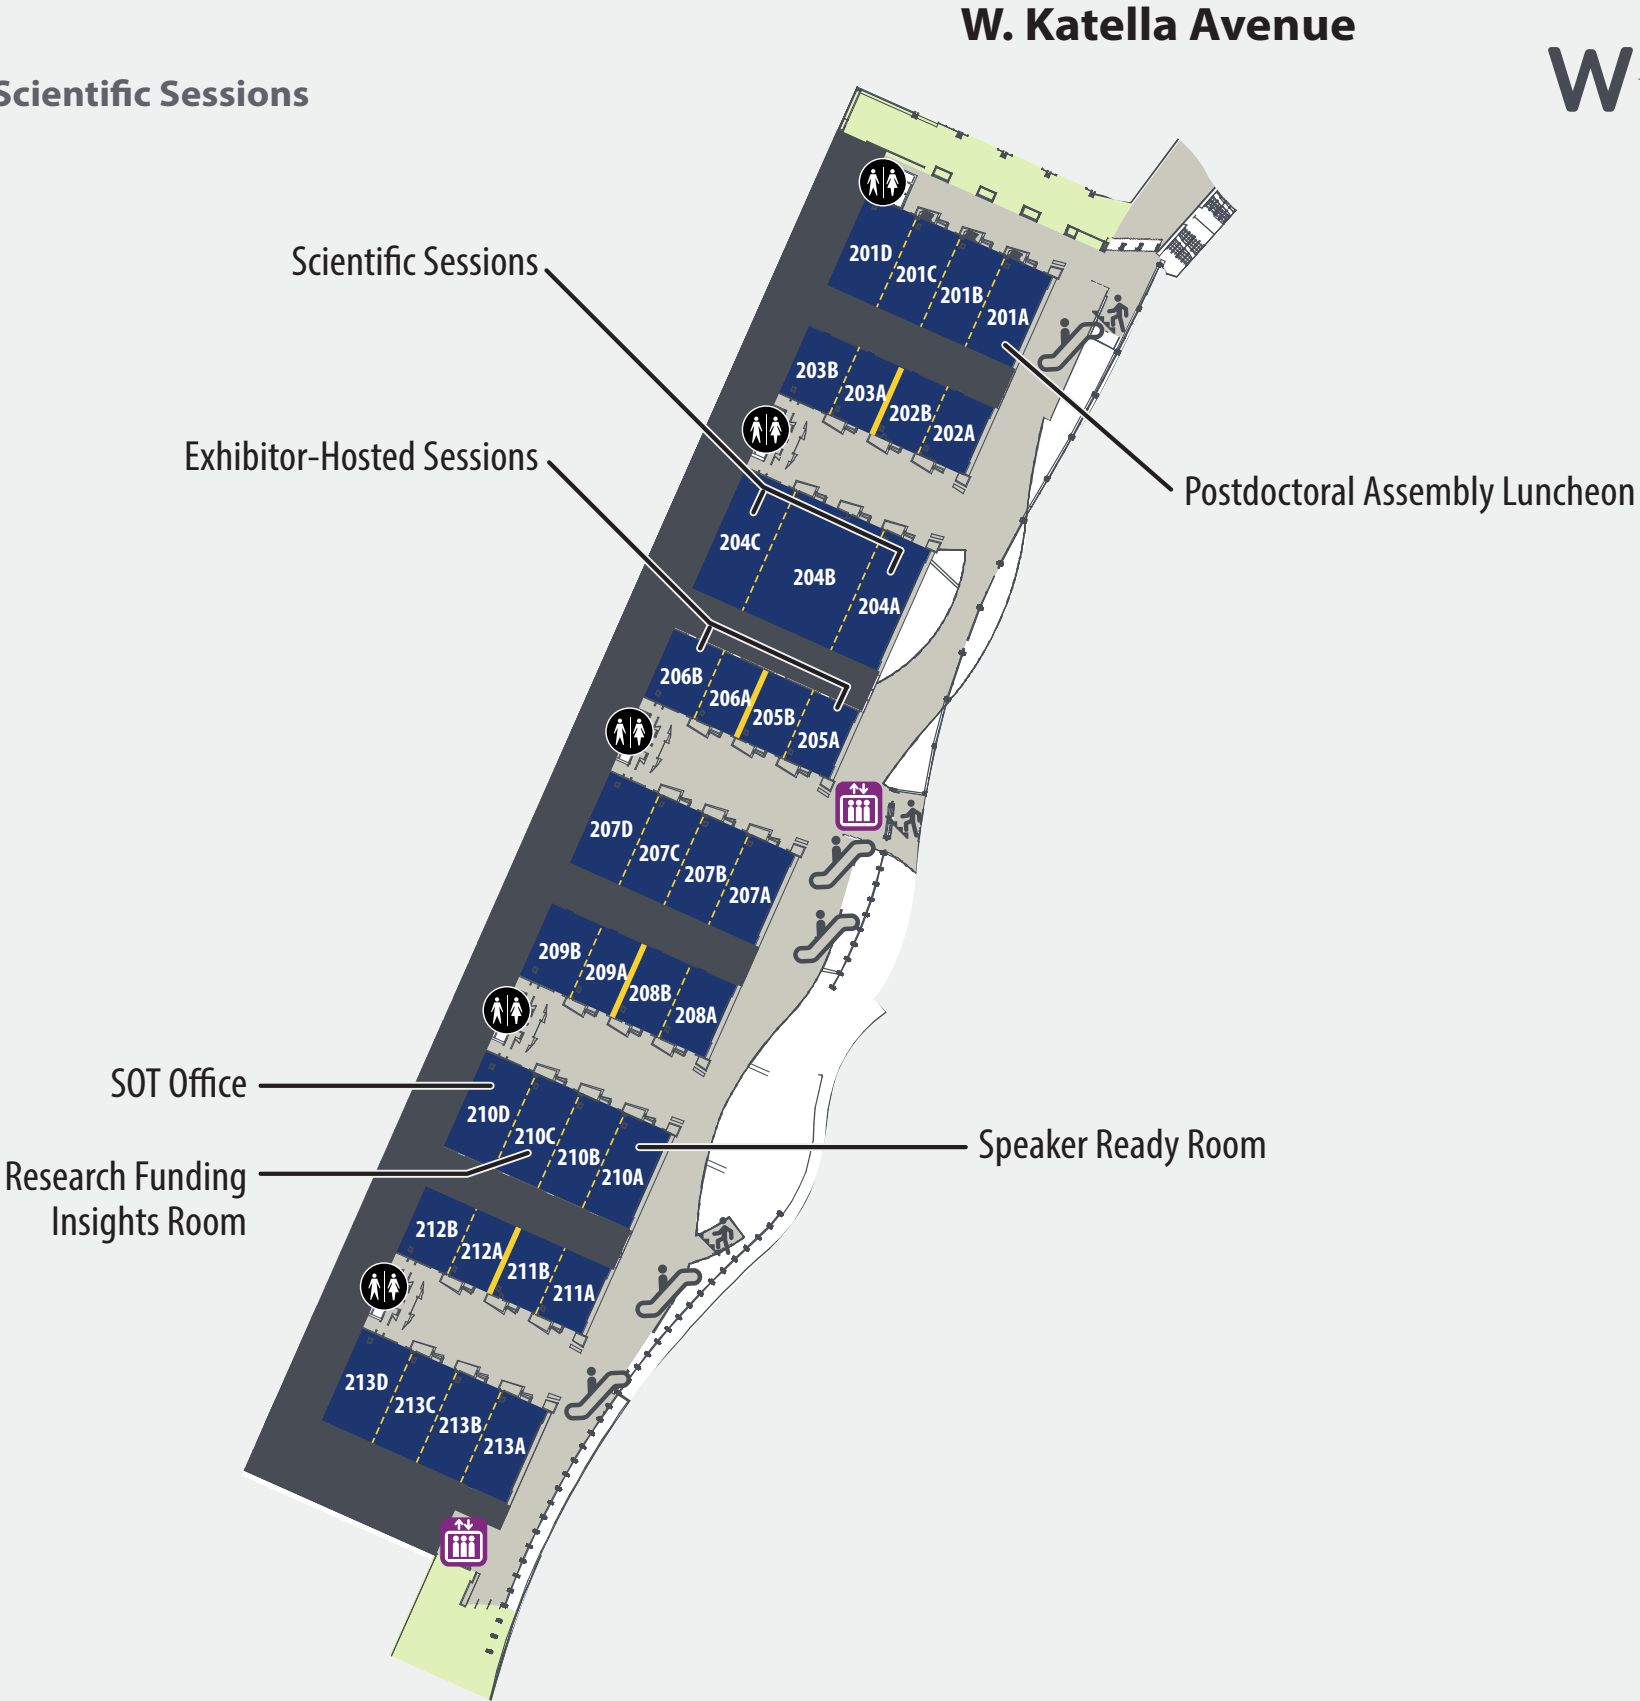 W. Katella Avenue
Scientific Sessions
W
201D
201C
201B
201A
Scientific Sessions
203B
203A
202B
202A
Exhibitor-Hosted Sessions
Postdoctoral Assembly Luncheon
204C
204B
204A
206B
206A
205B
205A
207D
207C
207B
207A
209B
209A
208B
208A
SOT Office
210D
210C
210B
210A
Speaker Ready Room
Research Funding
Insights Room
212B
212A
211B
211A
213D
213C
213B
213A